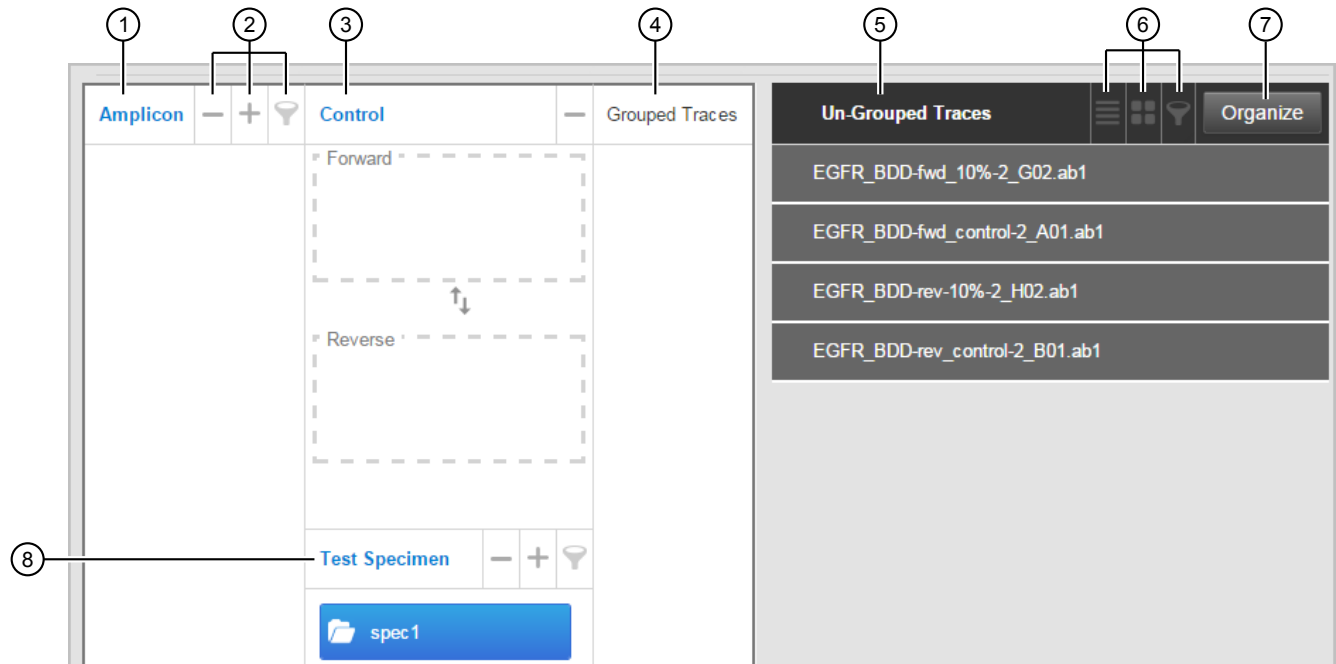 1 2 3 4 5 6 7
Amplicon Control Grouped Traces Un-Grouped Traces Organize
Forward
EGFR_BDD-fwd_10%-2_G02.ab1
EGFR_BDD-fwd_control-2_A01.ab1
EGFR_BDD-rev-10%-2_H02.ab1
Reverse
EGFR_BDD-rev_control-2_B01.ab1
8 Test Specimen
spec1